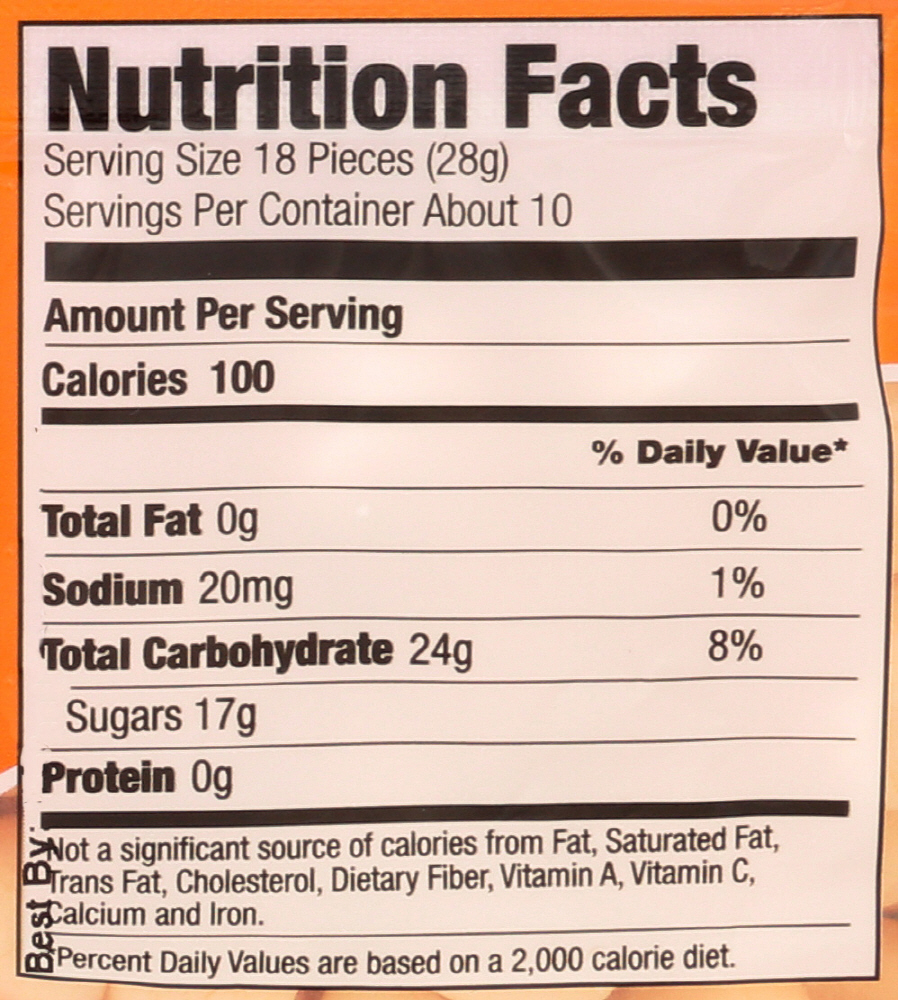 Nutrition Facts
Serving Size 18 Pieces (28g)
Servings Per Container About 10
Amount Per Serving
Calories 100
% Daily Value*
Total Fat 0g 0%
Sodium 20mg 1%
Total Carbohydrate 24g 8%
Sugars 17g
Protein 0g
Not a significant source of calories from Fat, Saturated Fat,
Trans Fat, Cholesterol, Dietary Fiber, Vitamin A, Vitamin C,
Calcium and Iron.
*Percent Daily Values are based on a 2,000 calorie diet.
Best By: